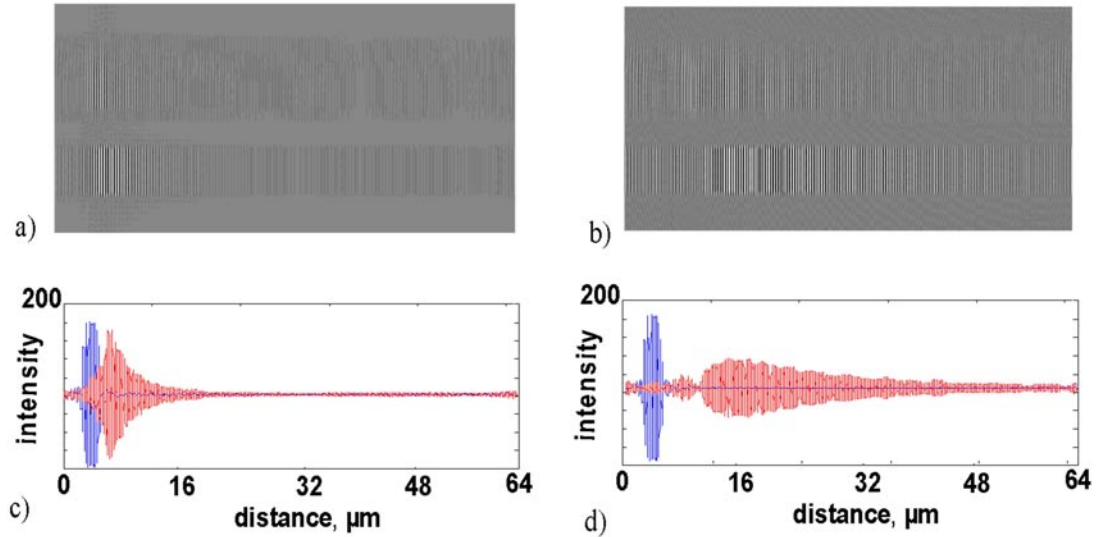 a)
b)
200
intensity
0 16 32 48 64
distance, µm
c)
200
intensity
0 16 32 48 64
distance, µm
d)